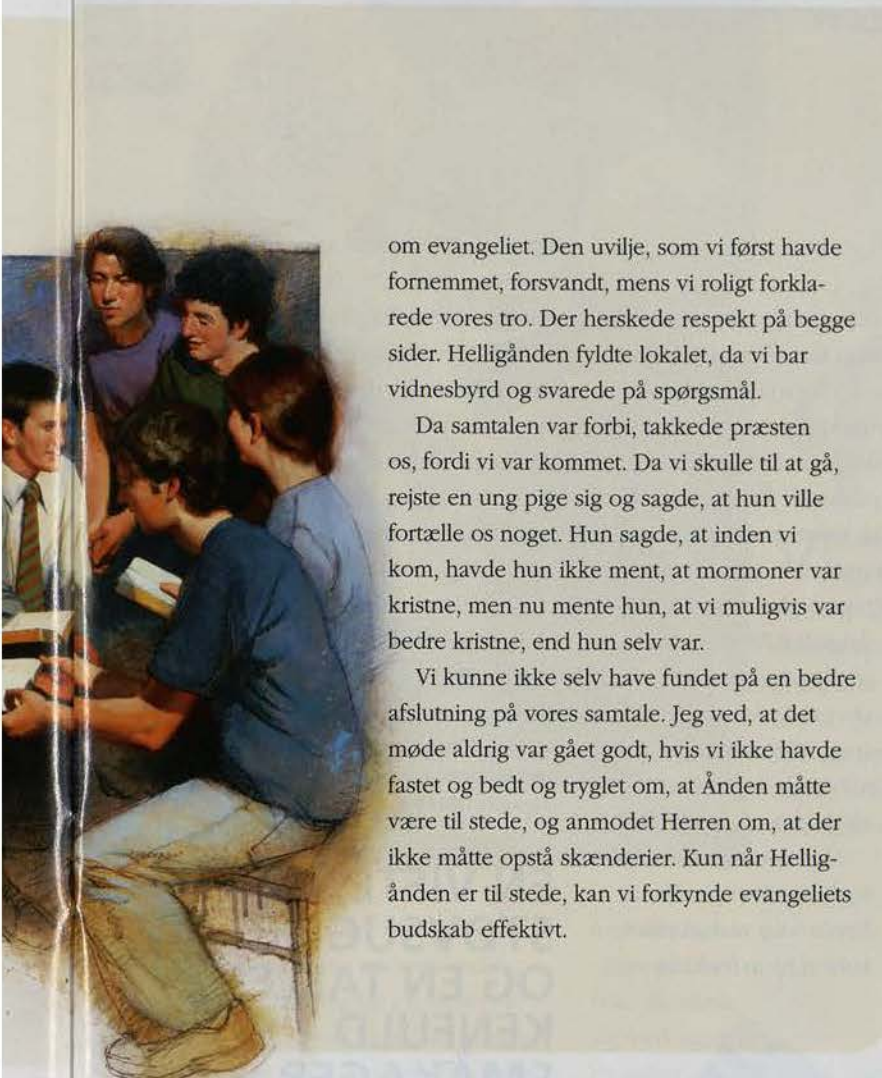 om evangeliet. Den uvilje, som vi først havde
fornemmet, forsvandt, mens vi roligt forkla-
rede vores tro. Der herskede respekt på begge
sider. Helligånden fyldte lokalet, da vi bar
vidnesbyrd og svarede på spørgsmål.
Da samtalen var forbi, takkede præsten
os, fordi vi var kommet. Da vi skulle til at gå,
rejste en ung pige sig og sagde, at hun ville
fortælle os noget. Hun sagde, at inden vi
kom, havde hun ikke ment, at mormoner var
kristne, men nu mente hun, at vi muligvis var
bedre kristne, end hun selv var.
Vi kunne ikke selv have fundet på en bedre
afslutning på vores samtale. Jeg ved, at det
møde aldrig var gået godt, hvis vi ikke havde
fastet og bedt og tryglet om, at Ånden måtte
være til stede, og anmodet Herren om, at der
ikke måtte opstå skænderier. Kun når Hellig-
ånden er til stede, kan vi forkynde evangeliets
budskab effektivt.